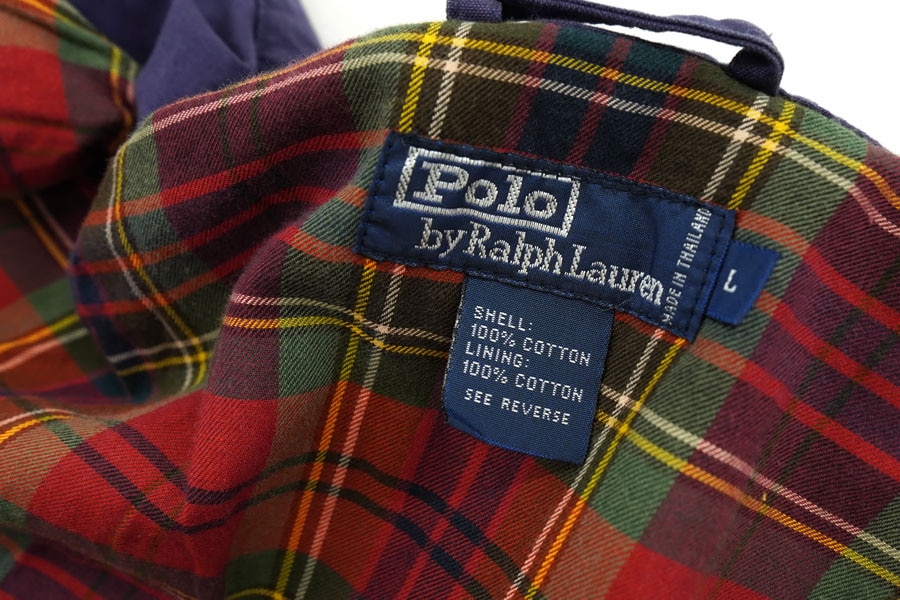 Polo
by Ralph Lauren
MADE IN THAILAND
L
SHELL:
100% COTTON
LINING:
100% COTTON
SEE REVERSE